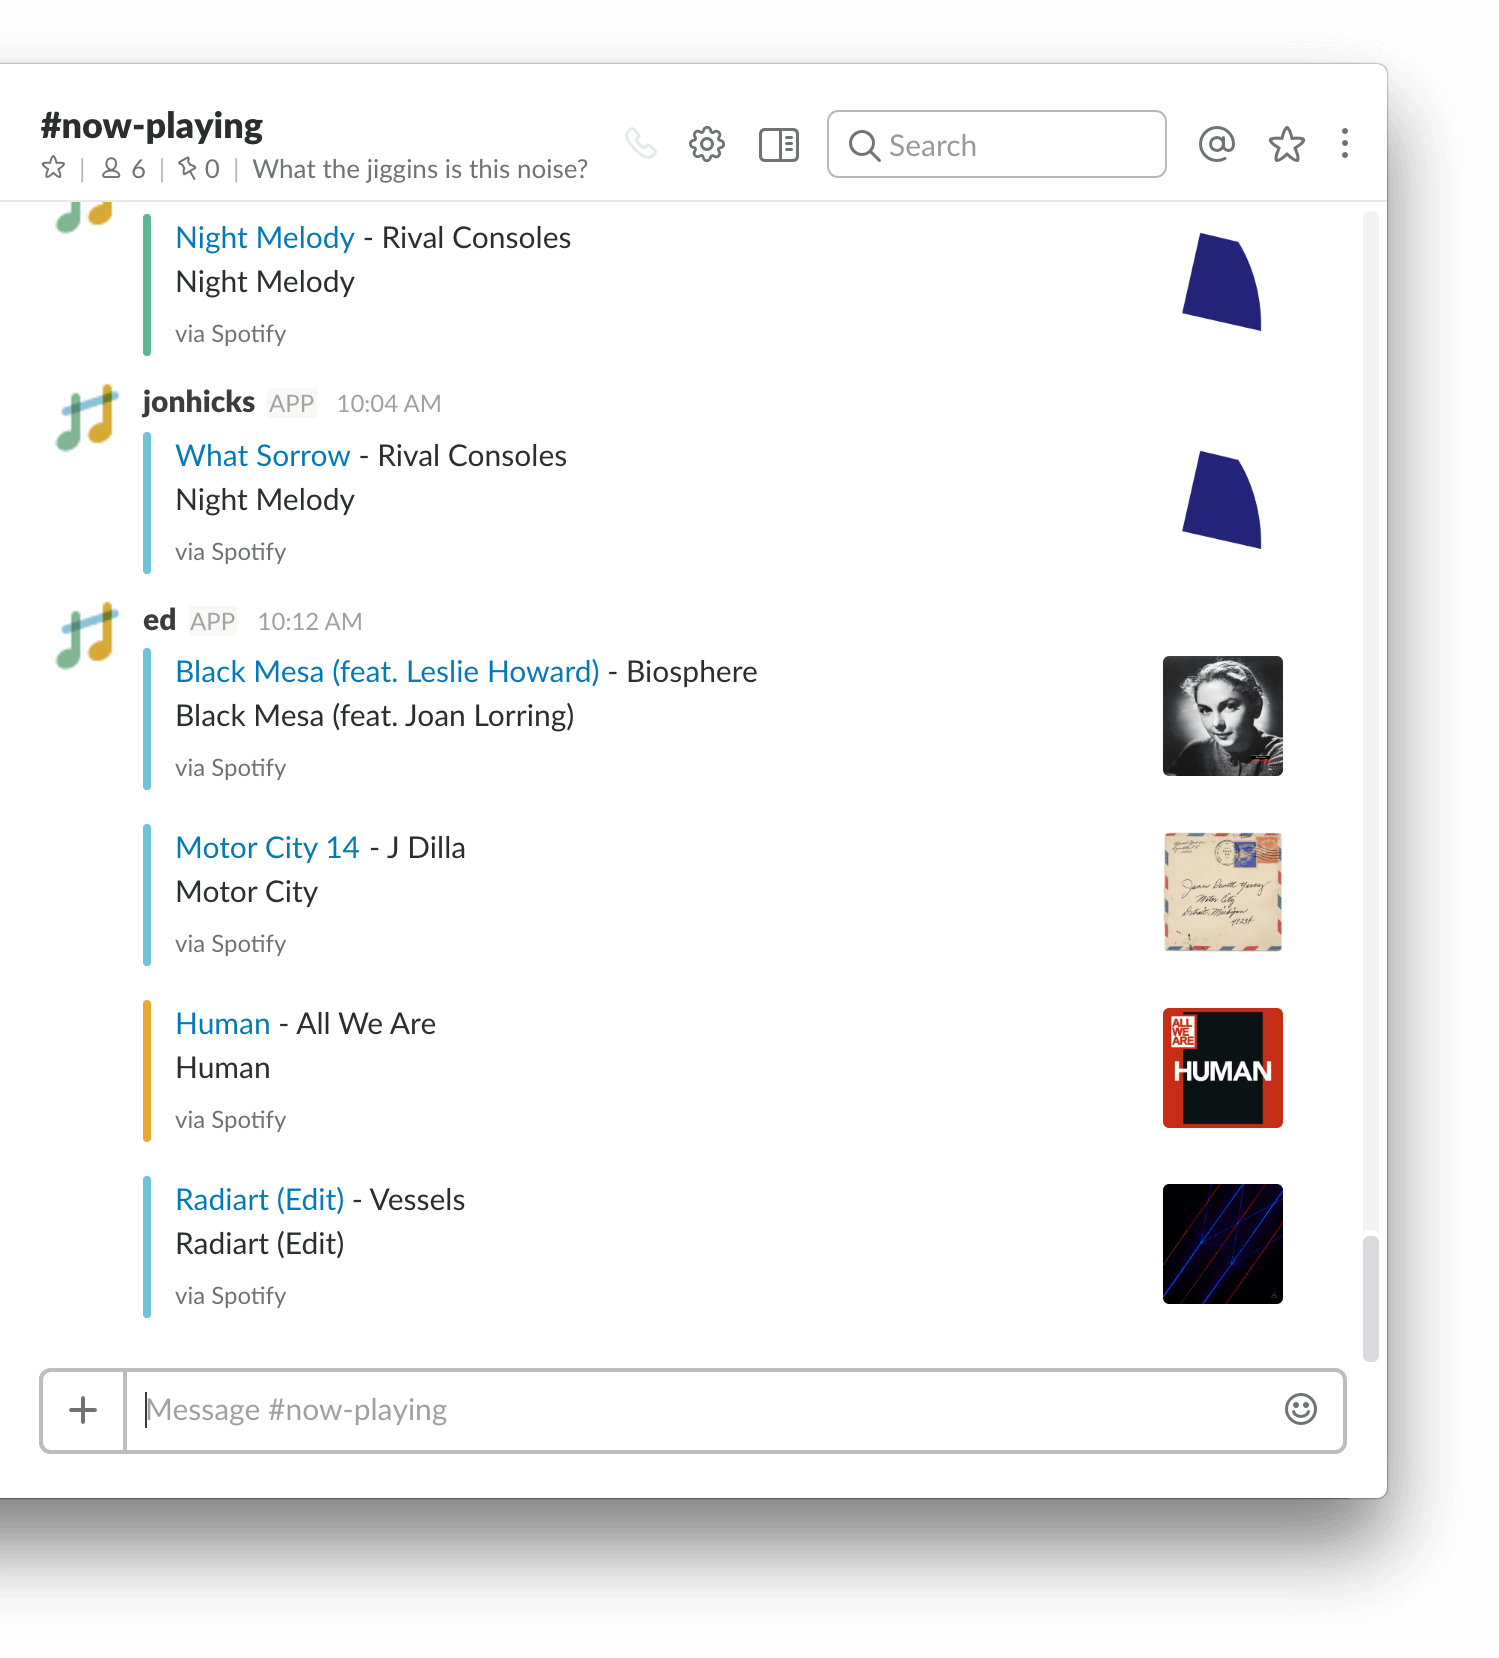 #now-playing
6 | 0 | What the jiggins is this noise?
Search
Night Melody - Rival Consoles
Night Melody
via Spotify
jonhicks APP 10:04 AM
What Sorrow - Rival Consoles
Night Melody
via Spotify
ed APP 10:12 AM
Black Mesa (feat. Leslie Howard) - Biosphere
Black Mesa (feat. Joan Lorring)
via Spotify
Motor City 14 - J Dilla
Motor City
via Spotify
Motor City
Detroit, Michigan
Human - All We Are
Human
via Spotify
ALL
WE
ARE
HUMAN
Radiart (Edit) - Vessels
Radiart (Edit)
via Spotify
Message #now-playing